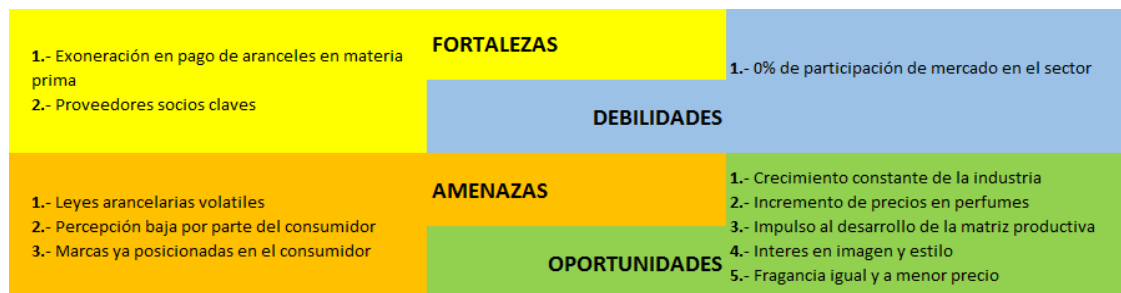 FORTALEZAS
1.- Exoneración en pago de aranceles en materia
prima
2.- Proveedores socios claves
DEBILIDADES
1.- 0% de participación de mercado en el sector
AMENAZAS
1.- Leyes arancelarias volatiles
2.- Percepción baja por parte del consumidor
3.- Marcas ya posicionadas en el consumidor
OPORTUNIDADES
1.- Crecimiento constante de la industria
2.- Incremento de precios en perfumes
3.- Impulso al desarrollo de la matriz productiva
4.- Interes en imagen y estilo
5.- Fragancia igual y a menor precio